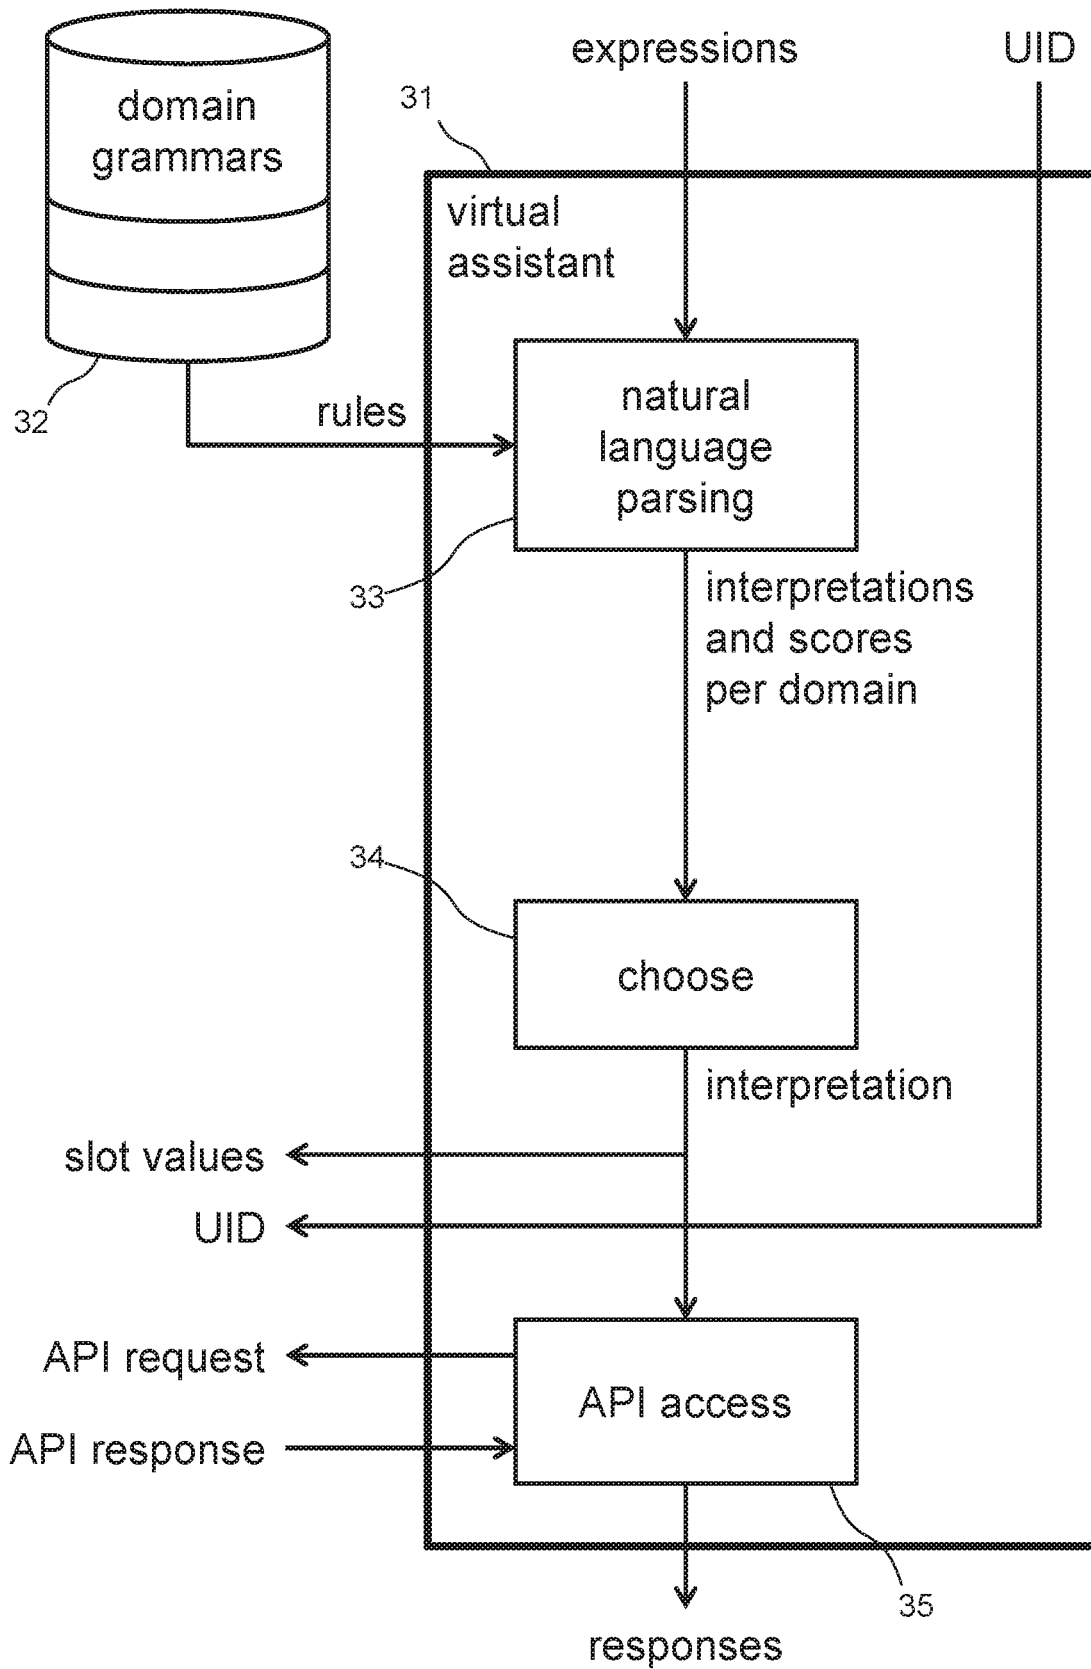 expressions
UID
domain
grammars
31
virtual
assistant
32
rules
natural
language
parsing
33
interpretations
and scores
per domain
34
choose
interpretation
slot values
UID
API request
API access
API response
35
responses